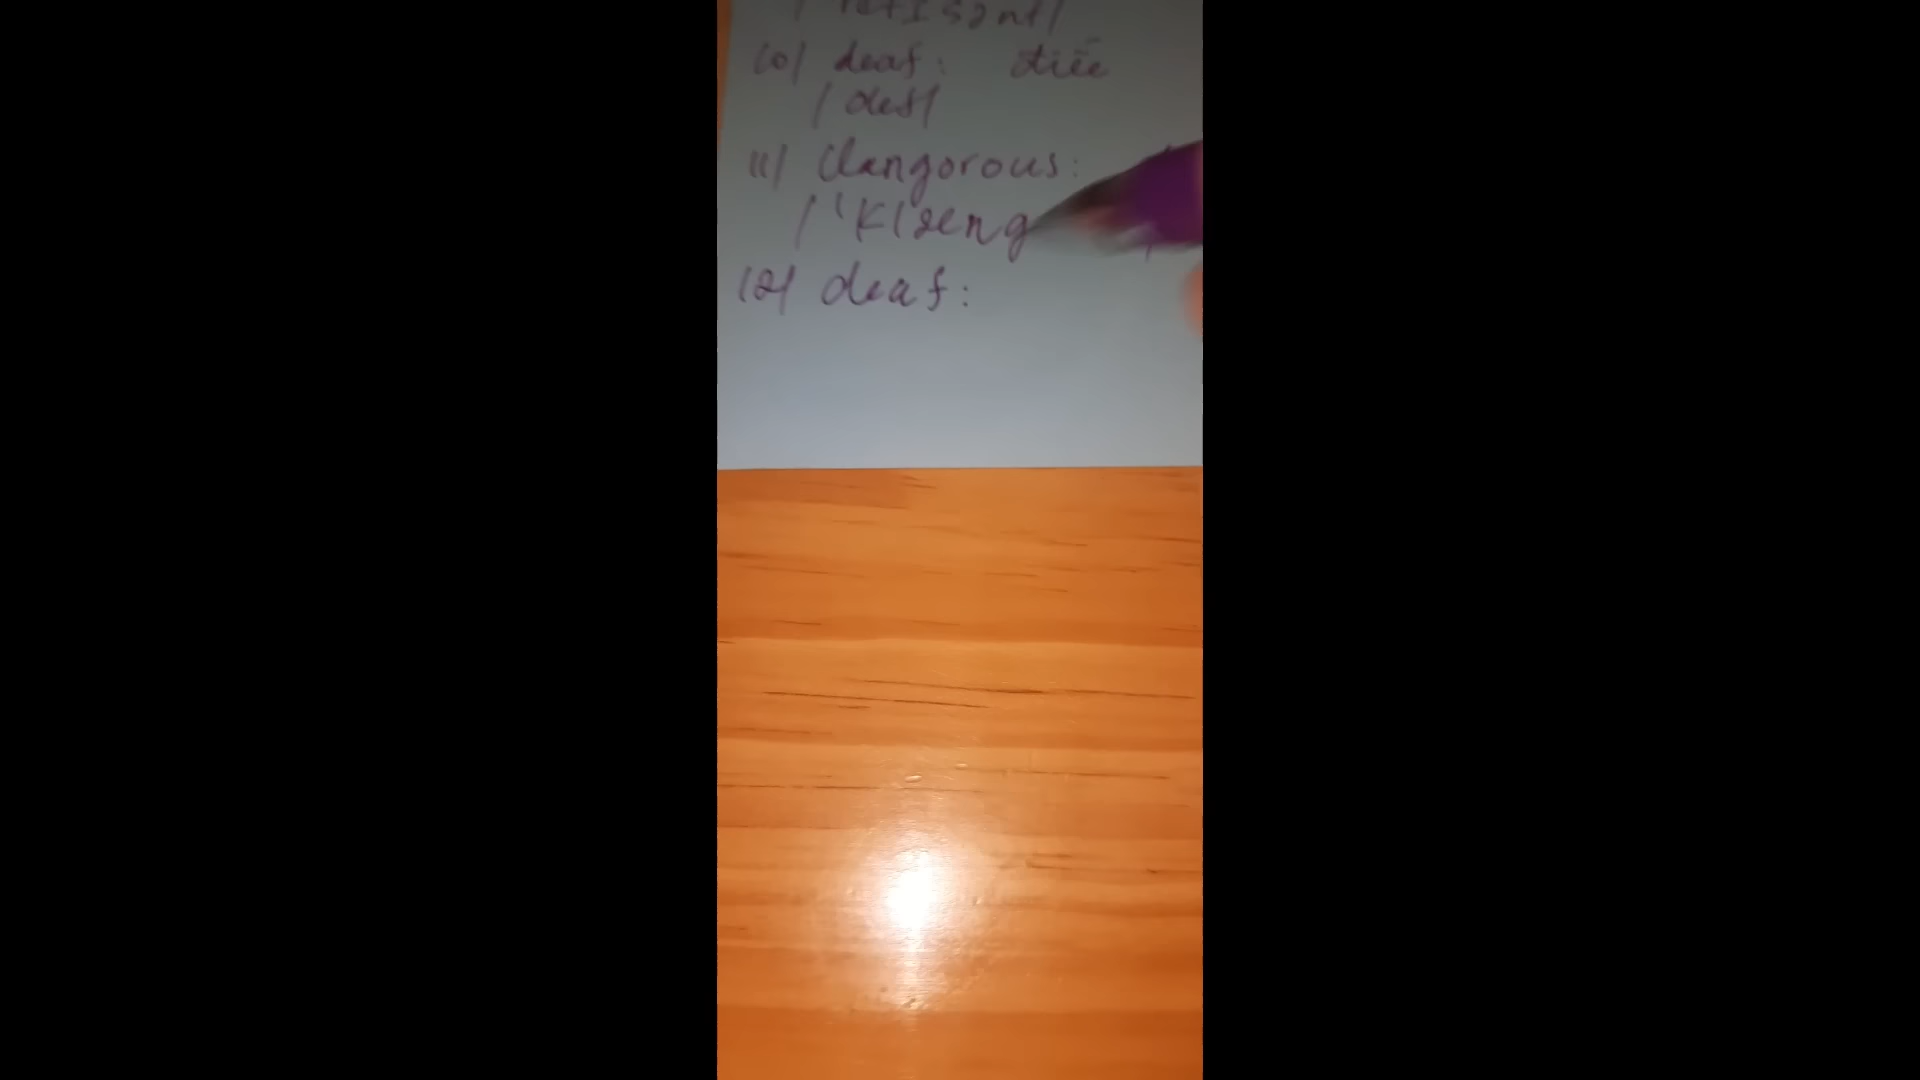 10/ deaf: điếc
/def/
11/ Clangorous:
/'klæng
12/ deaf: